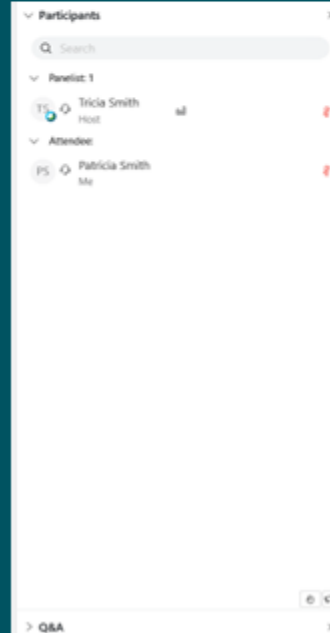 Participants
Search
Panelist: 1
TS
Tricia Smith
Host
Attendee:
PS
Patricia Smith
Me
Q&A